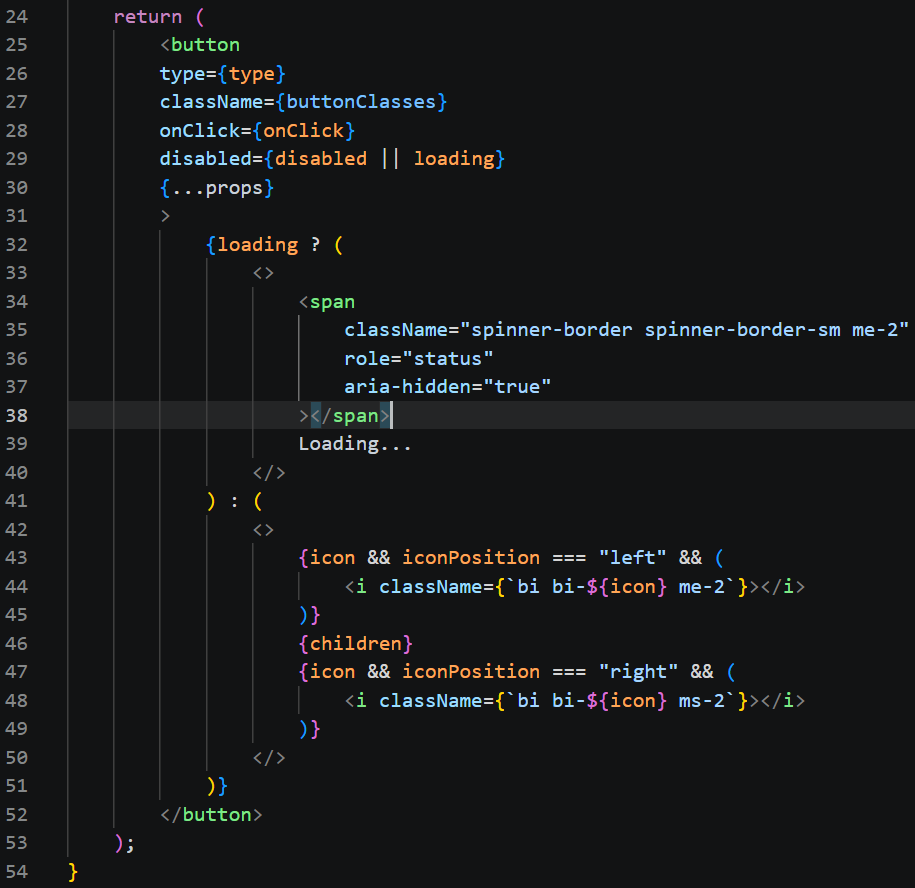 24 return (
25 <button
26 type={type}
27 className={buttonClasses}
28 onClick={onClick}
29 disabled={disabled || loading}
30 {...props}
31 >
32 {loading ? (
33 <>
34 <span
35 className="spinner-border spinner-border-sm me-2"
36 role="status"
37 aria-hidden="true"
38 ></span>
39 Loading...
40 </>
41 ) : (
42 <>
43 {icon && iconPosition === "left" && (
44 <i className={`bi bi-${icon} me-2`}></i>
45 )}
46 {children}
47 {icon && iconPosition === "right" && (
48 <i className={`bi bi-${icon} ms-2`}></i>
49 )}
50 </>
51 )}
52 </button>
53 );
54 }